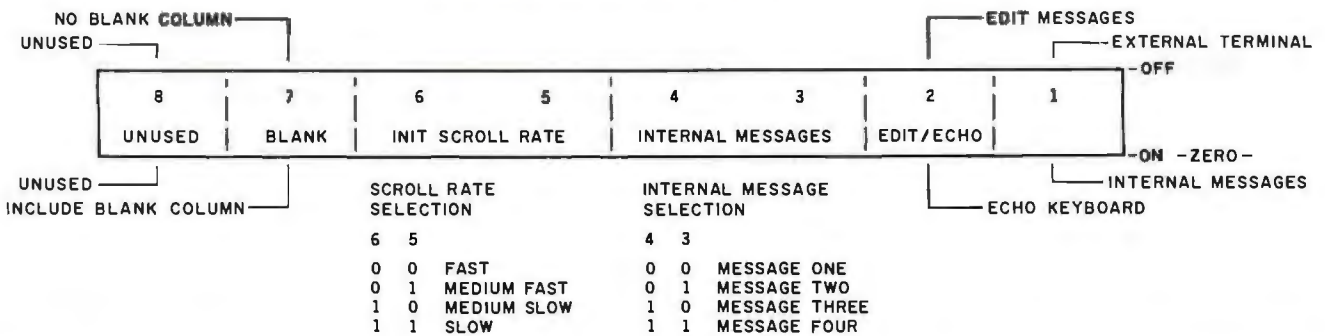 NO BLANK COLUMN
EDIT MESSAGES
UNUSED
EXTERNAL TERMINAL
-OFF
8 7 6 5 4 3 2 1
UNUSED BLANK INIT SCROLL RATE INTERNAL MESSAGES EDIT/ECHO
-ON -ZERO-
UNUSED
INTERNAL MESSAGES
INCLUDE BLANK COLUMN
ECHO KEYBOARD
SCROLL RATE
SELECTION
6 5
0 0 FAST
0 1 MEDIUM FAST
1 0 MEDIUM SLOW
1 1 SLOW
INTERNAL MESSAGE
SELECTION
4 3
0 0 MESSAGE ONE
0 1 MESSAGE TWO
1 0 MESSAGE THREE
1 1 MESSAGE FOUR